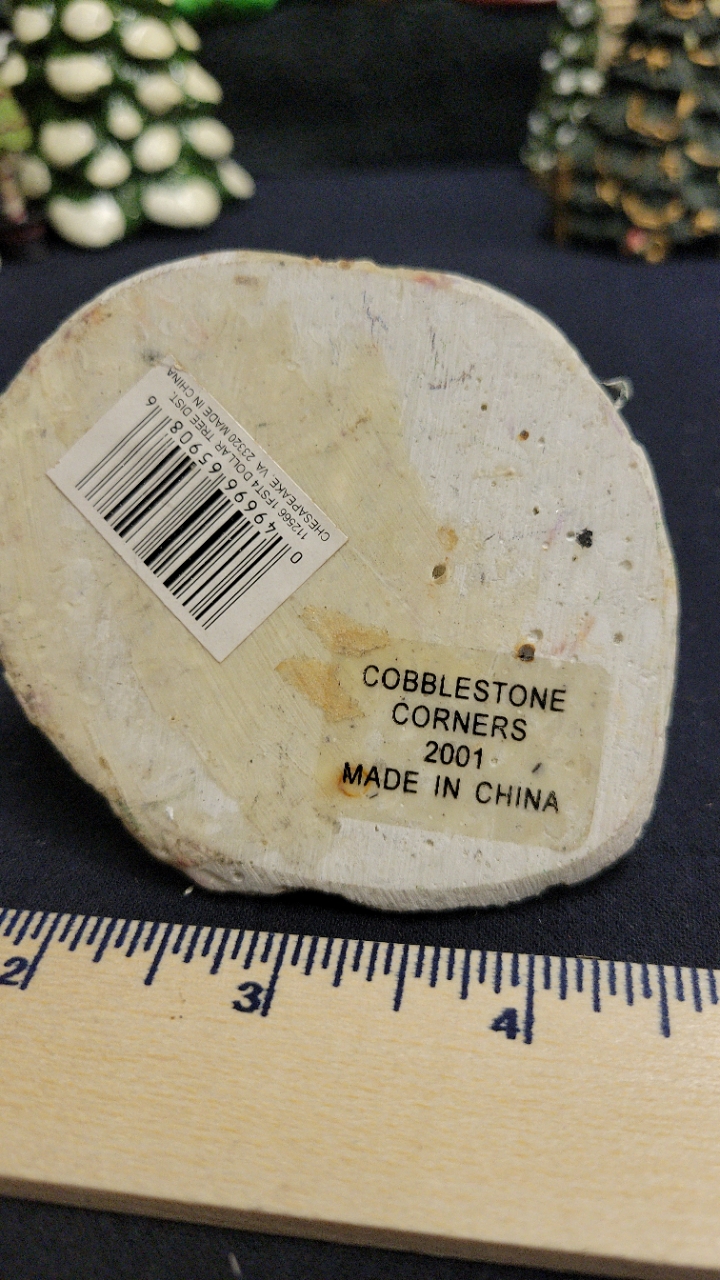 0 49696 65908 6
112566 1FST4 DOLLAR TREE DIST.
CHESAPEAKE VA 23320 MADE IN CHINA
COBBLESTONE
CORNERS
2001
MADE IN CHINA
2
3
4